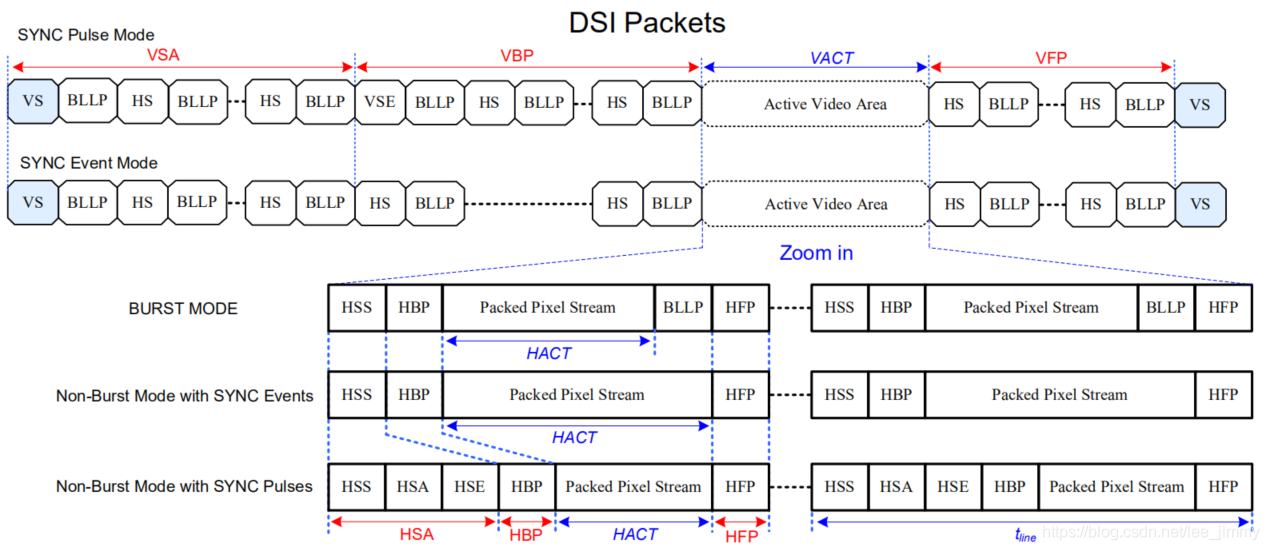 DSI Packets
SYNC Pulse Mode
VSA VBP VACT VFP
VS BLLP HS BLLP HS BLLP VSE BLLP HS BLLP HS BLLP Active Video Area HS BLLP HS BLLP VS
SYNC Event Mode
VS BLLP HS BLLP HS BLLP HS BLLP HS BLLP Active Video Area HS BLLP HS BLLP VS
Zoom in
BURST MODE HSS HBP Packed Pixel Stream BLLP HFP HSS HBP Packed Pixel Stream BLLP HFP
HACT
Non-Burst Mode with SYNC Events HSS HBP Packed Pixel Stream HFP HSS HBP Packed Pixel Stream HFP
HACT
Non-Burst Mode with SYNC Pulses HSS HSA HSE HBP Packed Pixel Stream HFP HSS HSA HSE HBP Packed Pixel Stream HFP
HSA HBP HACT HFP tline https://blog.csdn.net/lee_jimmy